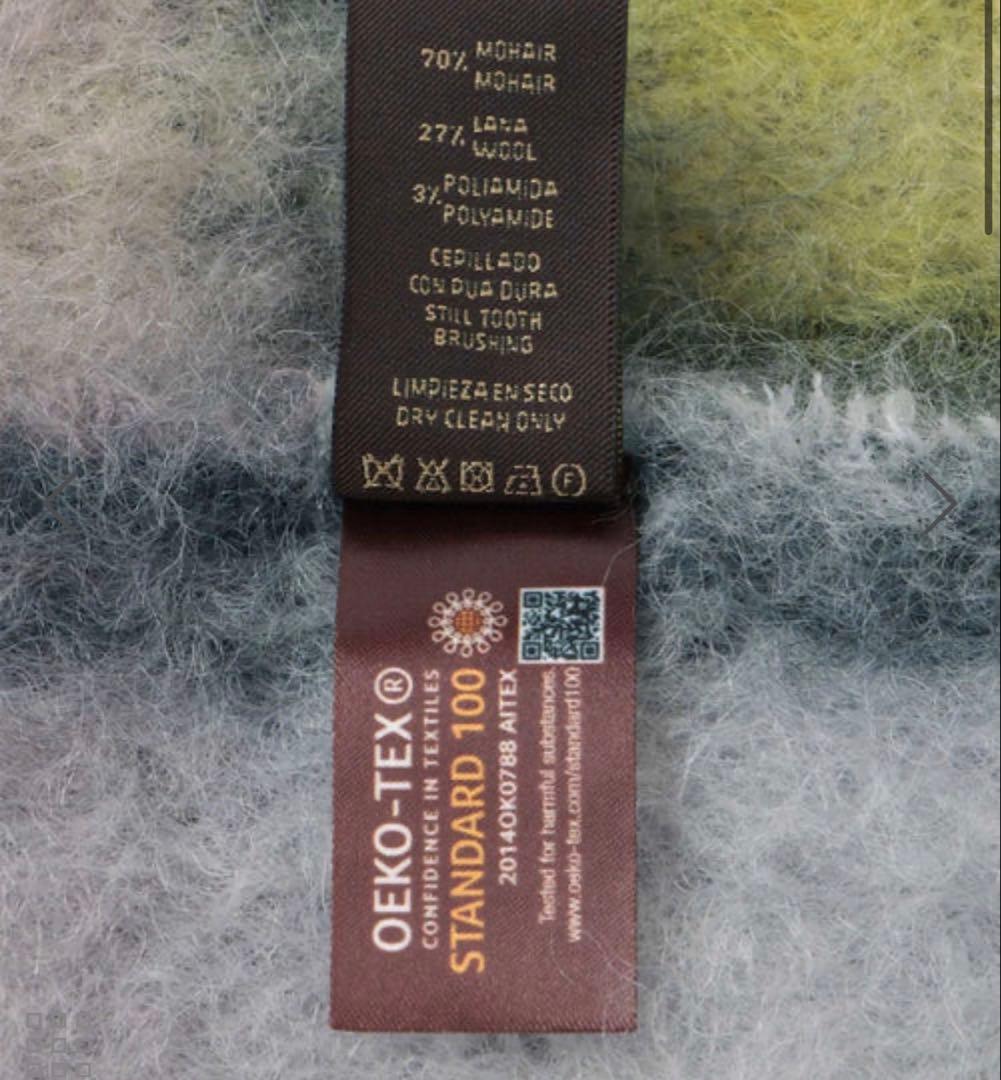 70% MOHAIR
MOHAIR
27% LANA
WOOL
3% POLIAMIDA
POLYAMIDE
CEPILLADO
CON PUA DURA
STILL TOOTH
BRUSHING
LIMPIEZA EN SECO
DRY CLEAN ONLY
F
OEKO-TEX®
CONFIDENCE IN TEXTILES
STANDARD 100
2014OK0788 AITEX
Tested for harmful substances.
www.oeko-tex.com/standard100